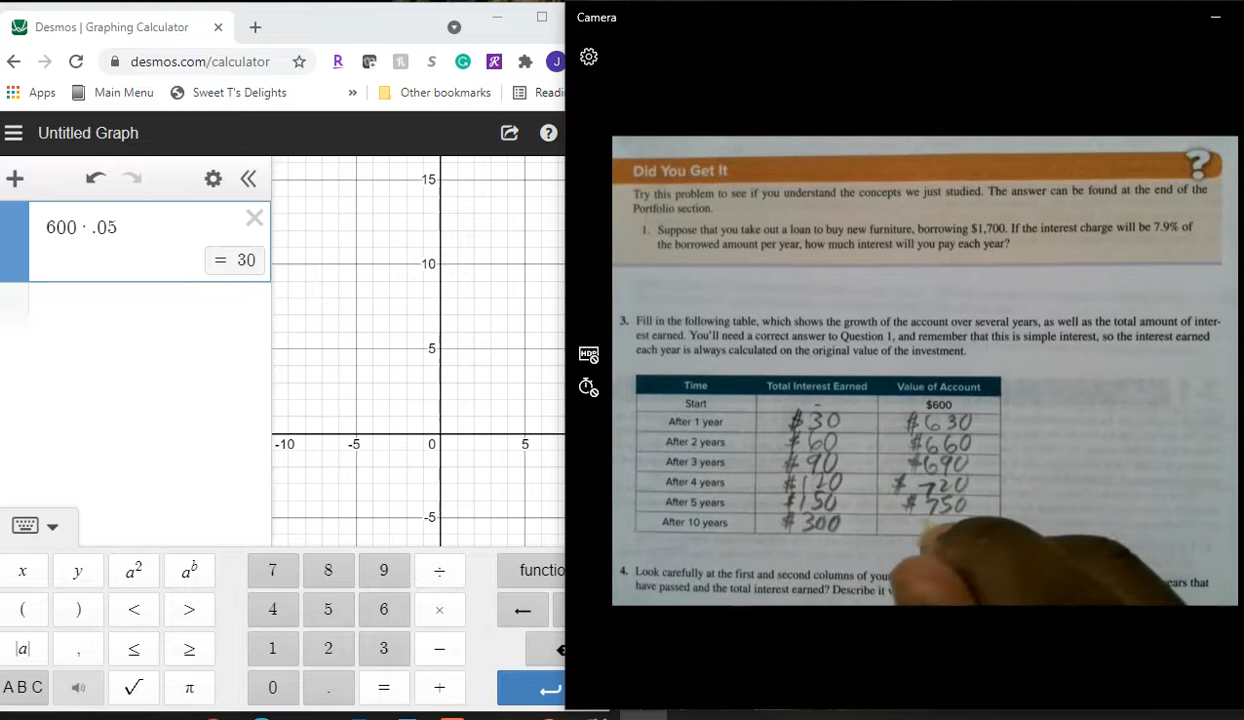 Desmos | Graphing Calculator
desmos.com/calculator
Apps Main Menu Sweet T's Delights » Other bookmarks Readi
Untitled Graph
600 · .05
= 30
15
10
5
-10 -5 0 5
-5
x y a² aᵇ 7 8 9 ÷ functio
( ) < > 4 5 6 ×
|a| , ≤ ≥ 1 2 3 −
A B C √ π 0 . = +
Camera
Did You Get It ?
Try this problem to see if you understand the concepts we just studied. The answer can be found at the end of the
Portfolio section.
1. Suppose that you take out a loan to buy new furniture, borrowing $1,700. If the interest charge will be 7.9% of
the borrowed amount per year, how much interest will you pay each year?
3. Fill in the following table, which shows the growth of the account over several years, as well as the total amount of inter-
est earned. You'll need a correct answer to Question 1, and remember that this is simple interest, so the interest earned
each year is always calculated on the original value of the investment.
Time Total Interest Earned Value of Account
Start – $600
After 1 year $30 $630
After 2 years $60 $660
After 3 years $90 $690
After 4 years $120 $720
After 5 years $150 $750
After 10 years $300
4. Look carefully at the first and second columns of you ears that
have passed and the total interest earned? Describe it